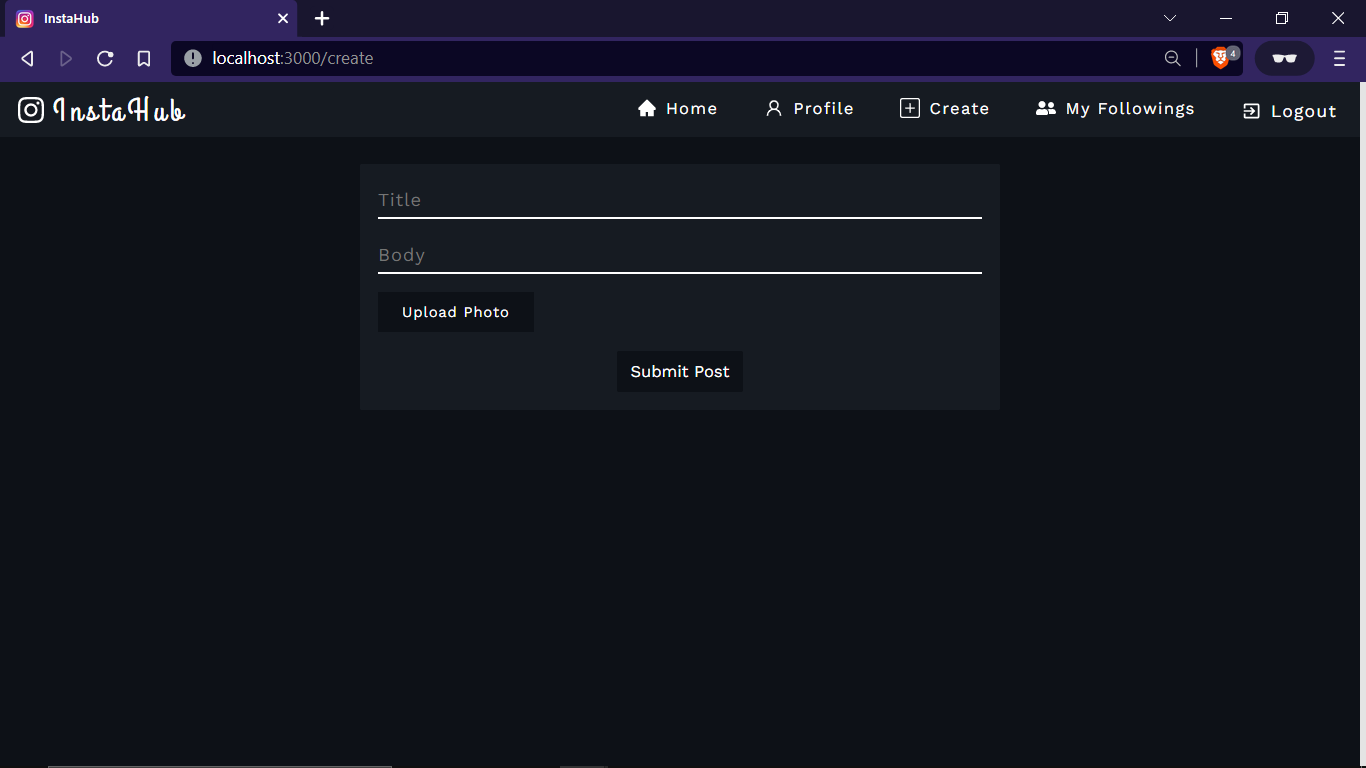 InstaHub
localhost:3000/create
4
InstaHub Home Profile Create My Followings Logout
Title
Body
Upload Photo
Submit Post